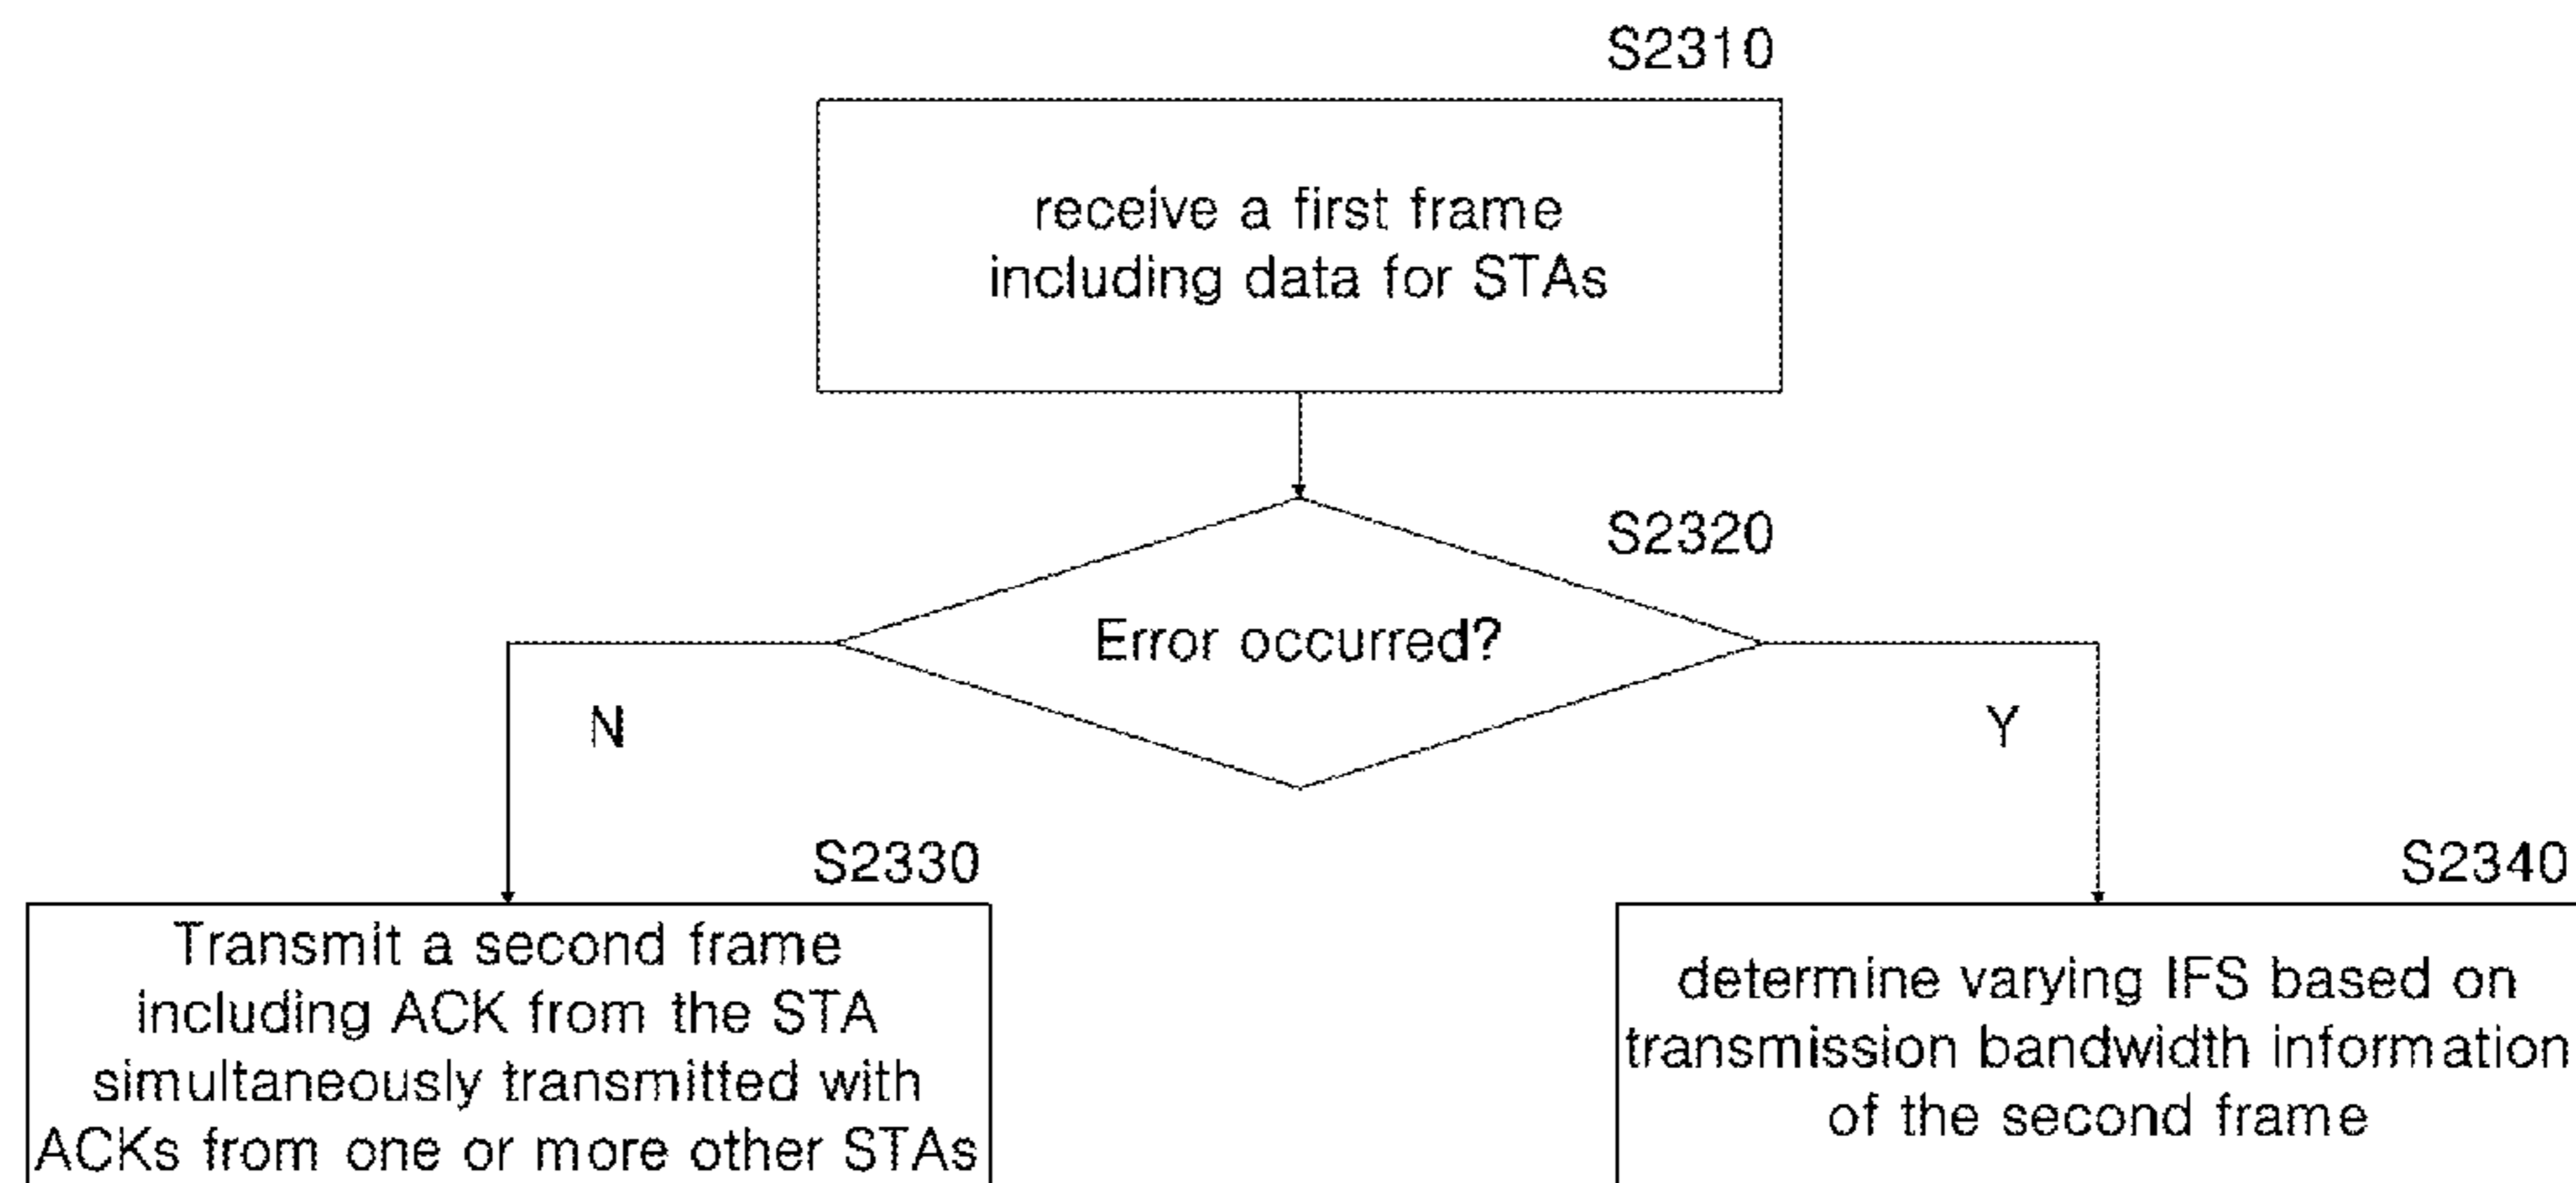 S2310
receive a first frame
including data for STAs
S2320
Error occurred?
N
Y
S2330
Transmit a second frame
including ACK from the STA
simultaneously transmitted with
ACKs from one or more other STAs
S2340
determine varying IFS based on
transmission bandwidth information
of the second frame